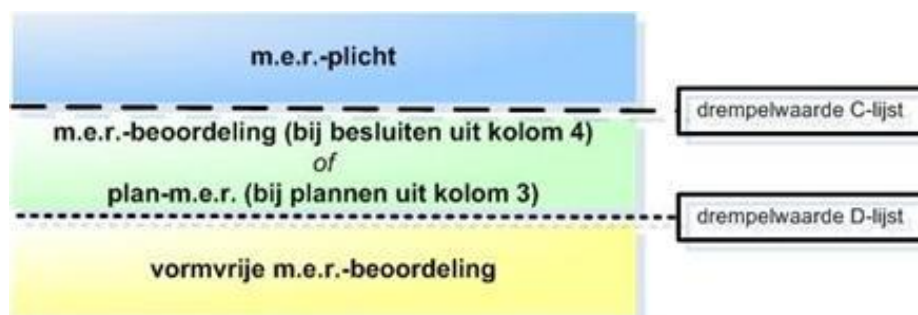 m.e.r.-plicht
drempelwaarde C-lijst
m.e.r.-beoordeling (bij besluiten uit kolom 4)
of
plan-m.e.r. (bij plannen uit kolom 3)
drempelwaarde D-lijst
vormvrije m.e.r.-beoordeling